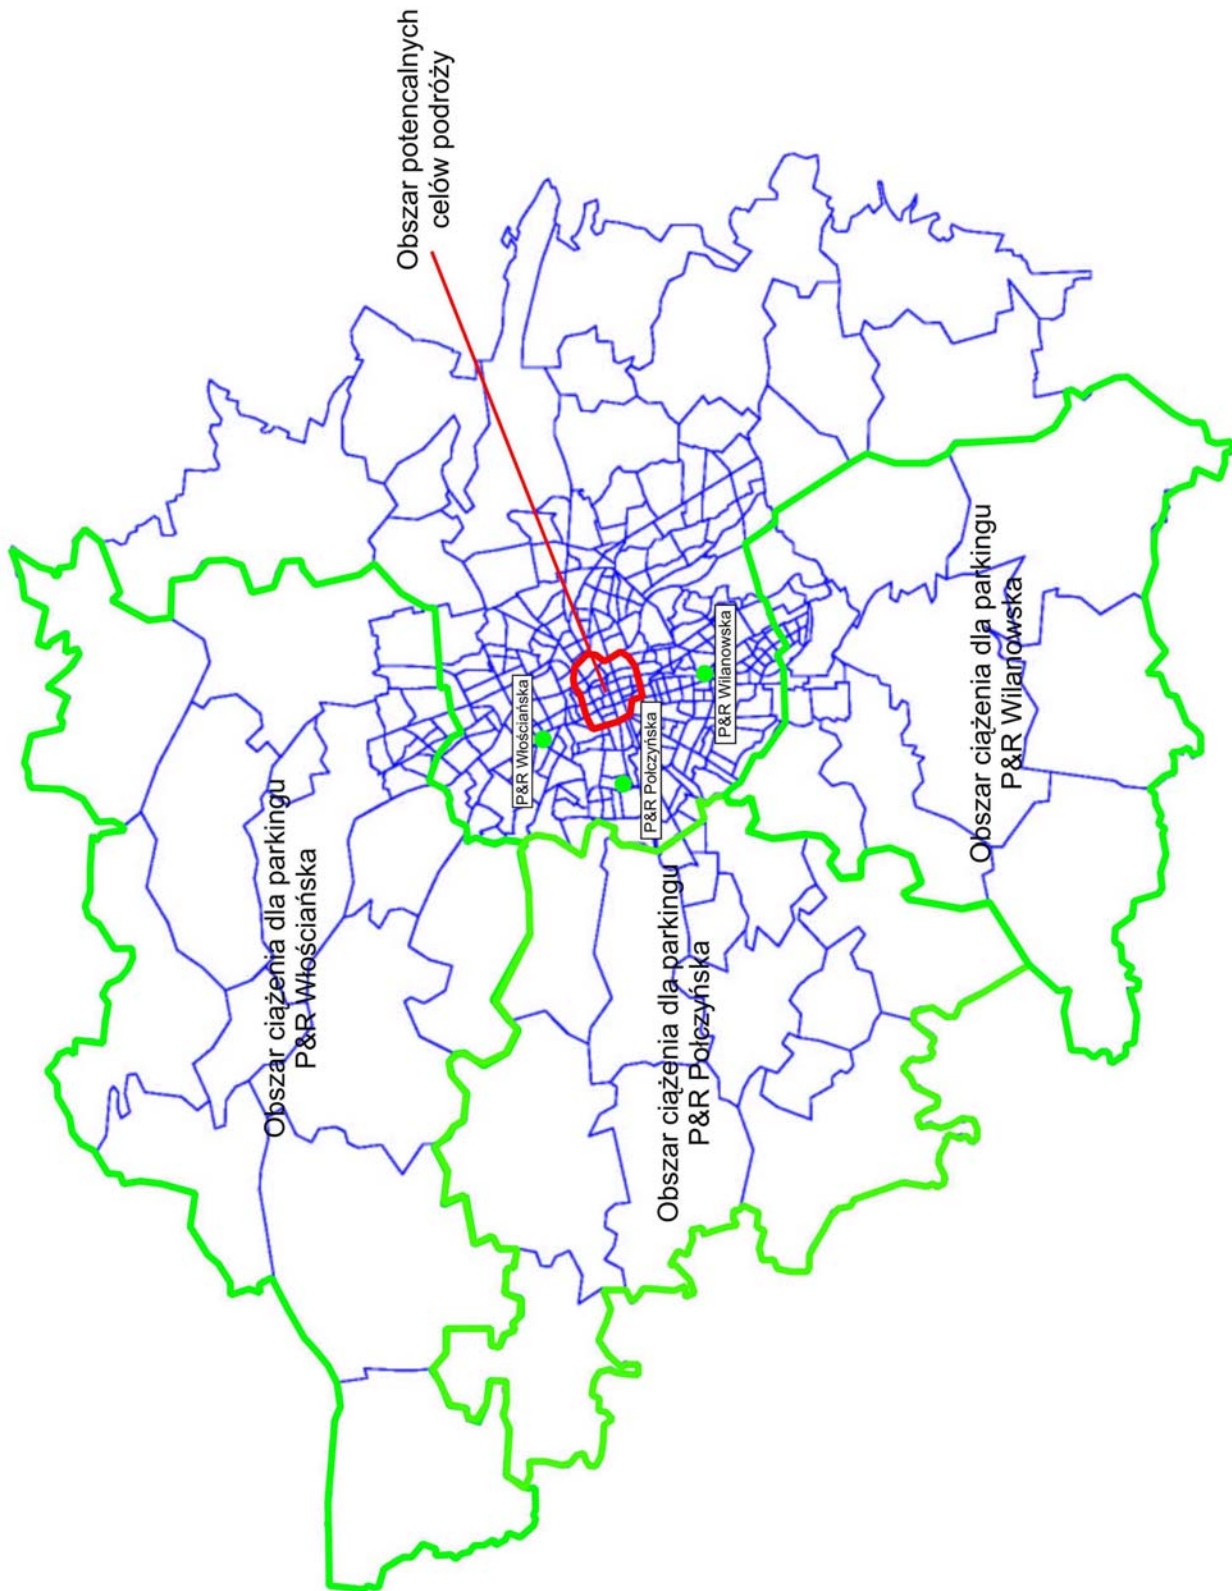 Obszar potencalnych
celów podróży
P&R Włościańska
P&R Wilanowska
P&R Połczyńska
Obszar ciążenia dla parkingu
P&R Włościańska
Obszar ciążenia dla parkingu
P&R Połczyńska
Obszar ciążenia dla parkingu
P&R Wilanowska